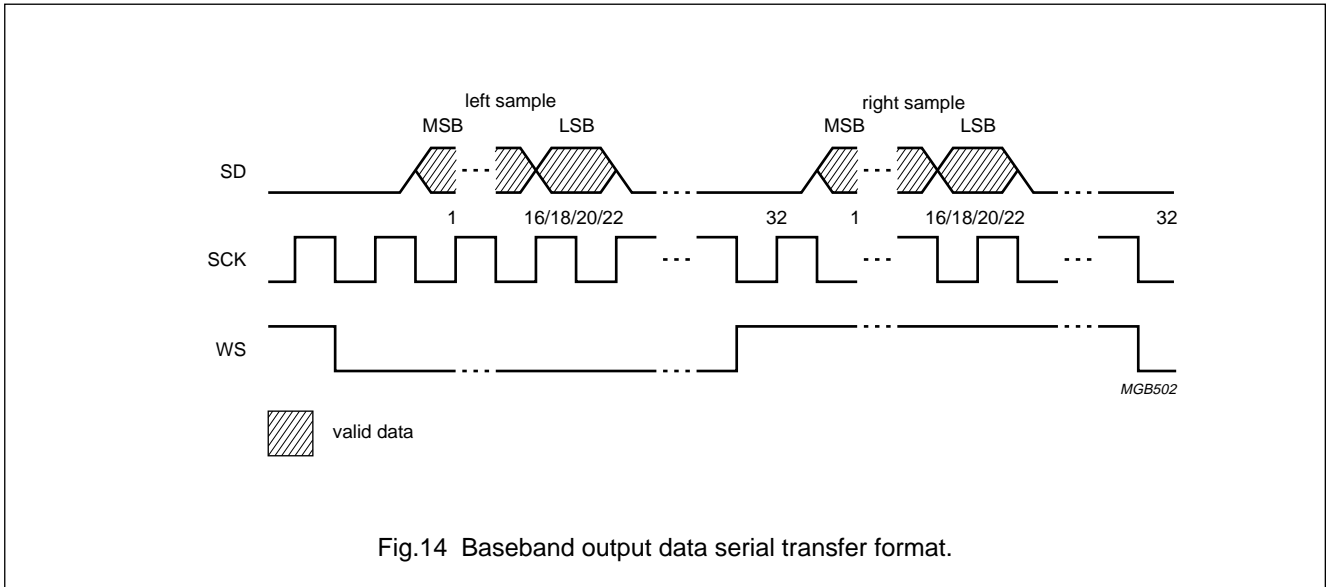 left sample right sample
MSB LSB MSB LSB
SD
1 16/18/20/22 32 1 16/18/20/22 32
SCK
WS
MGB502
valid data
Fig.14 Baseband output data serial transfer format.